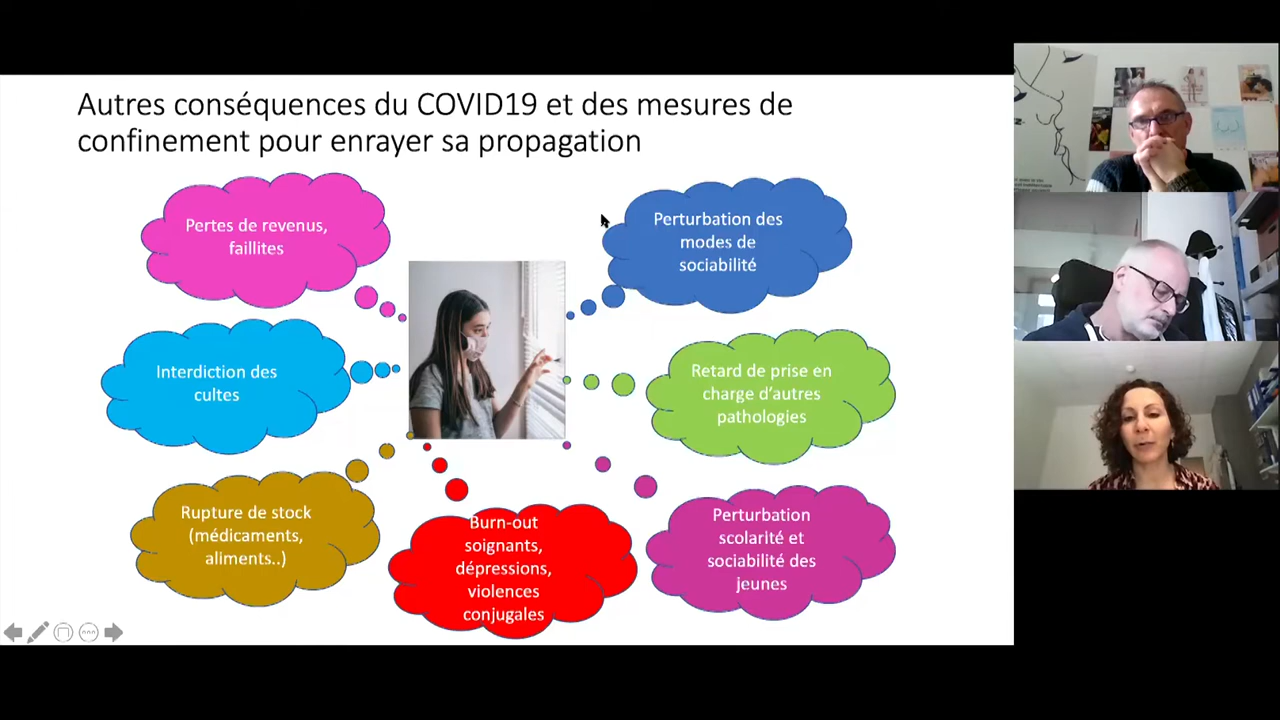 Autres conséquences du COVID19 et des mesures de
confinement pour enrayer sa propagation
Pertes de revenus,
faillites
Perturbation des
modes de
sociabilité
Interdiction des
cultes
Retard de prise en
charge d'autres
pathologies
Rupture de stock
(médicaments,
aliments..)
Burn-out
soignants,
dépressions,
violences
conjugales
Perturbation
scolarité et
sociabilité des
jeunes